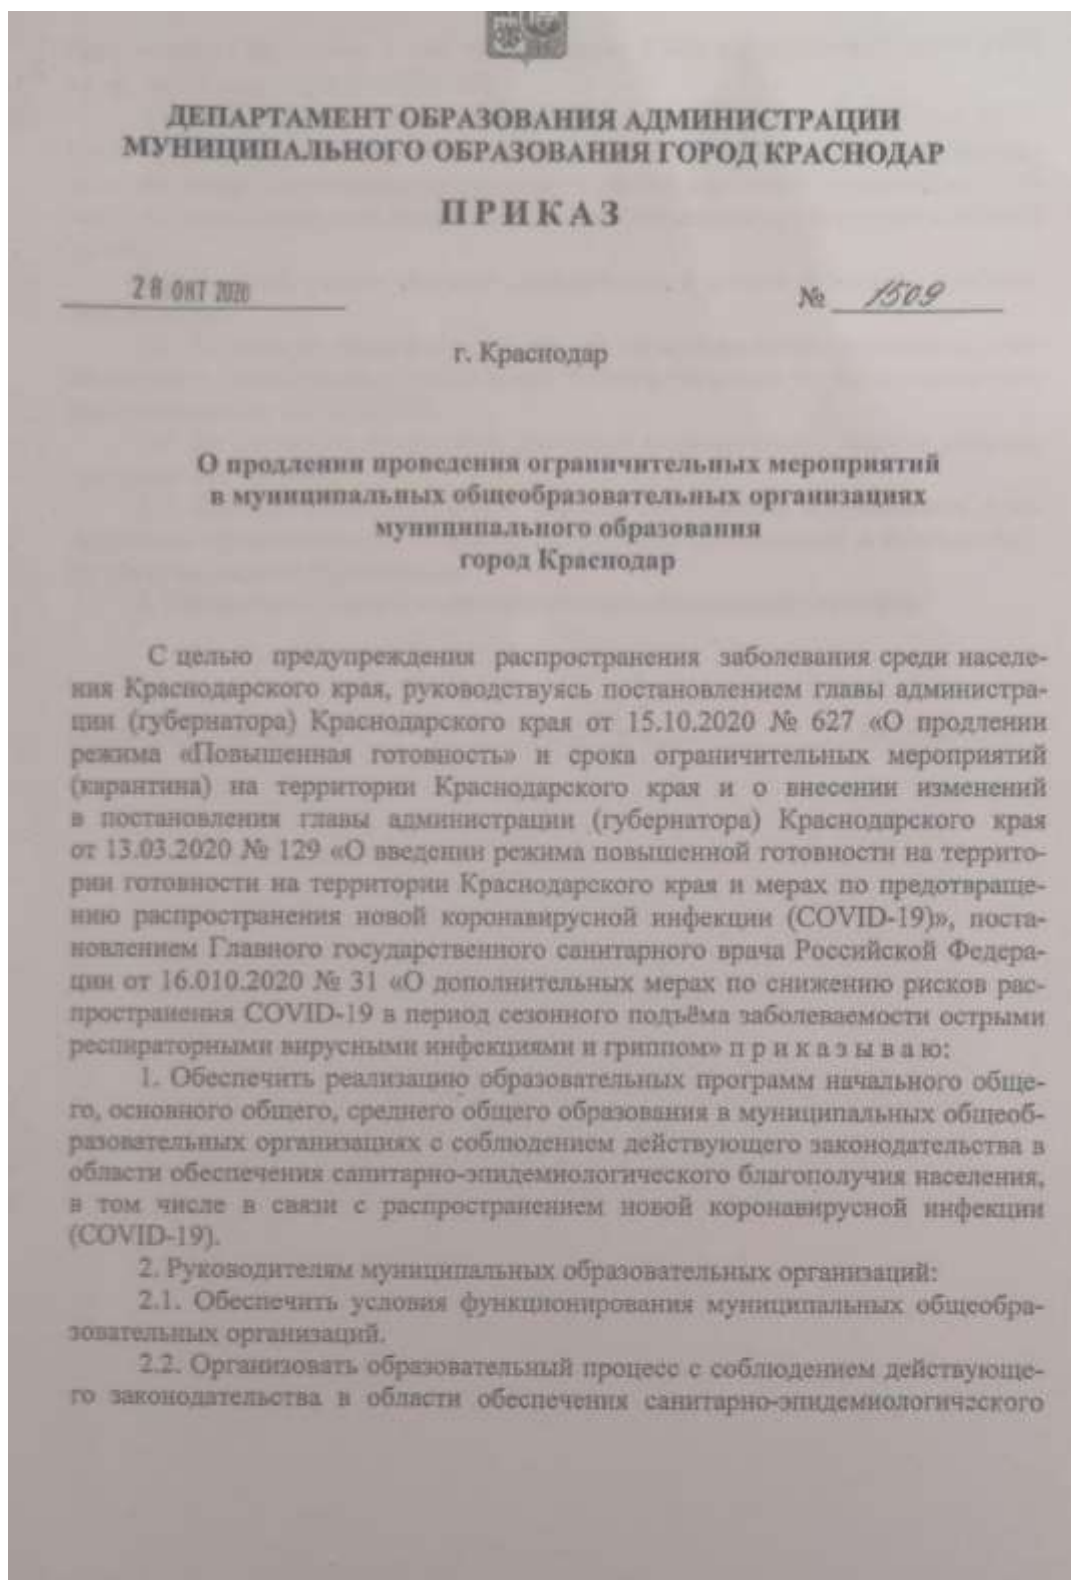 ДЕПАРТАМЕНТ ОБРАЗОВАНИЯ АДМИНИСТРАЦИИ
МУНИЦИПАЛЬНОГО ОБРАЗОВАНИЯ ГОРОД КРАСНОДАР
ПРИКАЗ
28 ОКТ 2020 № 1509
г. Краснодар
О продлении проведения ограничительных мероприятий
в муниципальных общеобразовательных организациях
муниципального образования
город Краснодар
С целью предупреждения распространения заболевания среди населе-
ния Краснодарского края, руководствуясь постановлением главы администра-
ции (губернатора) Краснодарского края от 15.10.2020 № 627 «О продлении
режима «Повышенная готовность» и срока ограничительных мероприятий
(карантина) на территории Краснодарского края и о внесении изменений
в постановления главы администрации (губернатора) Краснодарского края
от 13.03.2020 № 129 «О введении режима повышенной готовности на террито-
рии готовности на территории Краснодарского края и мерах по предотвраще-
нию распространения новой коронавирусной инфекции (COVID-19)», поста-
новлением Главного государственного санитарного врача Российской Федера-
ции от 16.010.2020 № 31 «О дополнительных мерах по снижению рисков рас-
пространения COVID-19 в период сезонного подъёма заболеваемости острыми
респираторными вирусными инфекциями и гриппом» п р и к а з ы в а ю:
1. Обеспечить реализацию образовательных программ начального обще-
го, основного общего, среднего общего образования в муниципальных общеоб-
разовательных организациях с соблюдением действующего законодательства в
области обеспечения санитарно-эпидемиологического благополучия населения,
в том числе в связи с распространением новой коронавирусной инфекции
(COVID-19).
2. Руководителям муниципальных образовательных организаций:
2.1. Обеспечить условия функционирования муниципальных общеобра-
зовательных организаций.
2.2. Организовать образовательный процесс с соблюдением действующе-
го законодательства в области обеспечения санитарно-эпидемиологического